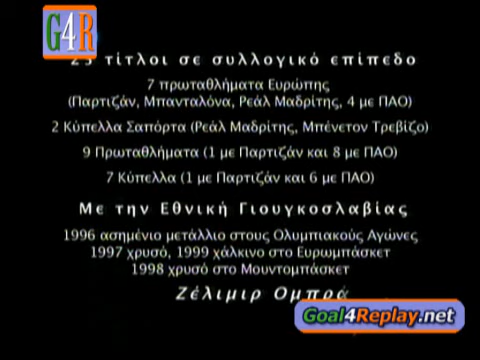 G4R
25 τίτλοι σε συλλογικό επίπεδο
7 πρωταθλήματα Ευρώπης
(Παρτιζάν, Μπανταλόνα, Ρεάλ Μαδρίτης, 4 με ΠΑΟ)
2 Κύπελλα Σαπόρτα (Ρεάλ Μαδρίτης, Μπένετον Τρεβίζο)
9 Πρωταθλήματα (1 με Παρτιζάν και 8 με ΠΑΟ)
7 Κύπελλα (1 με Παρτιζάν και 6 με ΠΑΟ)
Με την Εθνική Γιουγκοσλαβίας
1996 ασημένιο μετάλλιο στους Ολυμπιακούς Αγώνες
1997 χρυσό, 1999 χάλκινο στο Ευρωμπάσκετ
1998 χρυσό στο Μουντομπάσκετ
Ζέλιμιρ Ομπρά
Goal4Replay.net